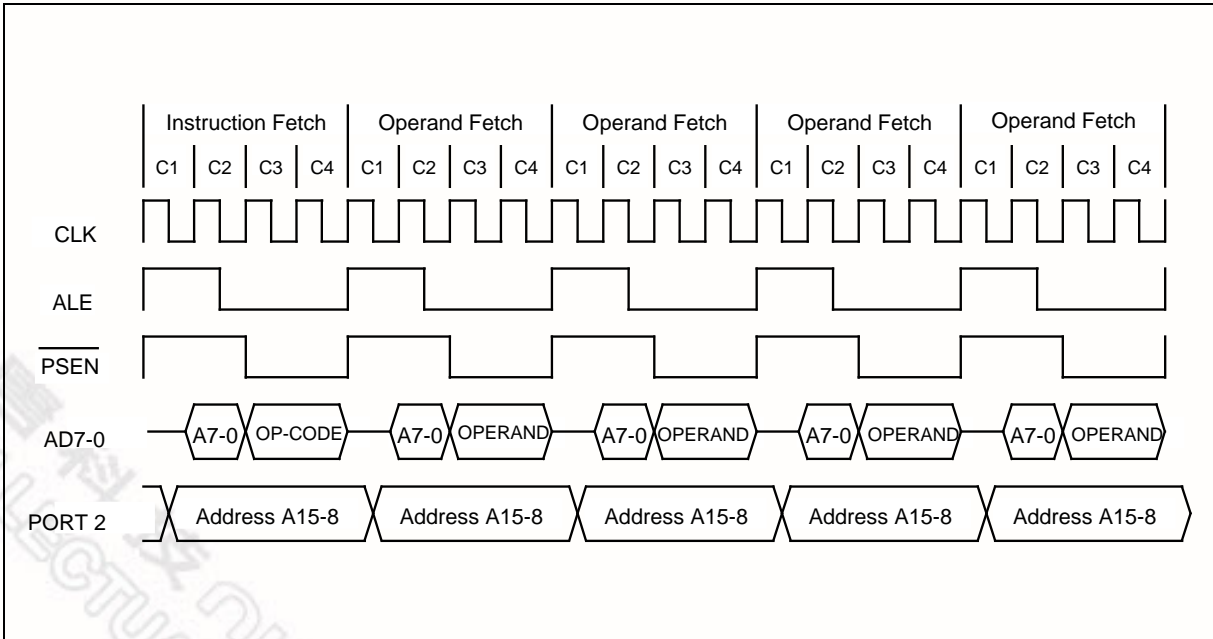 Instruction Fetch Operand Fetch Operand Fetch Operand Fetch Operand Fetch
C1 C2 C3 C4 C1 C2 C3 C4 C1 C2 C3 C4 C1 C2 C3 C4 C1 C2 C3 C4
CLK
ALE
PSEN
AD7-0 A7-0 OP-CODE A7-0 OPERAND A7-0 OPERAND A7-0 OPERAND A7-0 OPERAND
PORT 2 Address A15-8 Address A15-8 Address A15-8 Address A15-8 Address A15-8